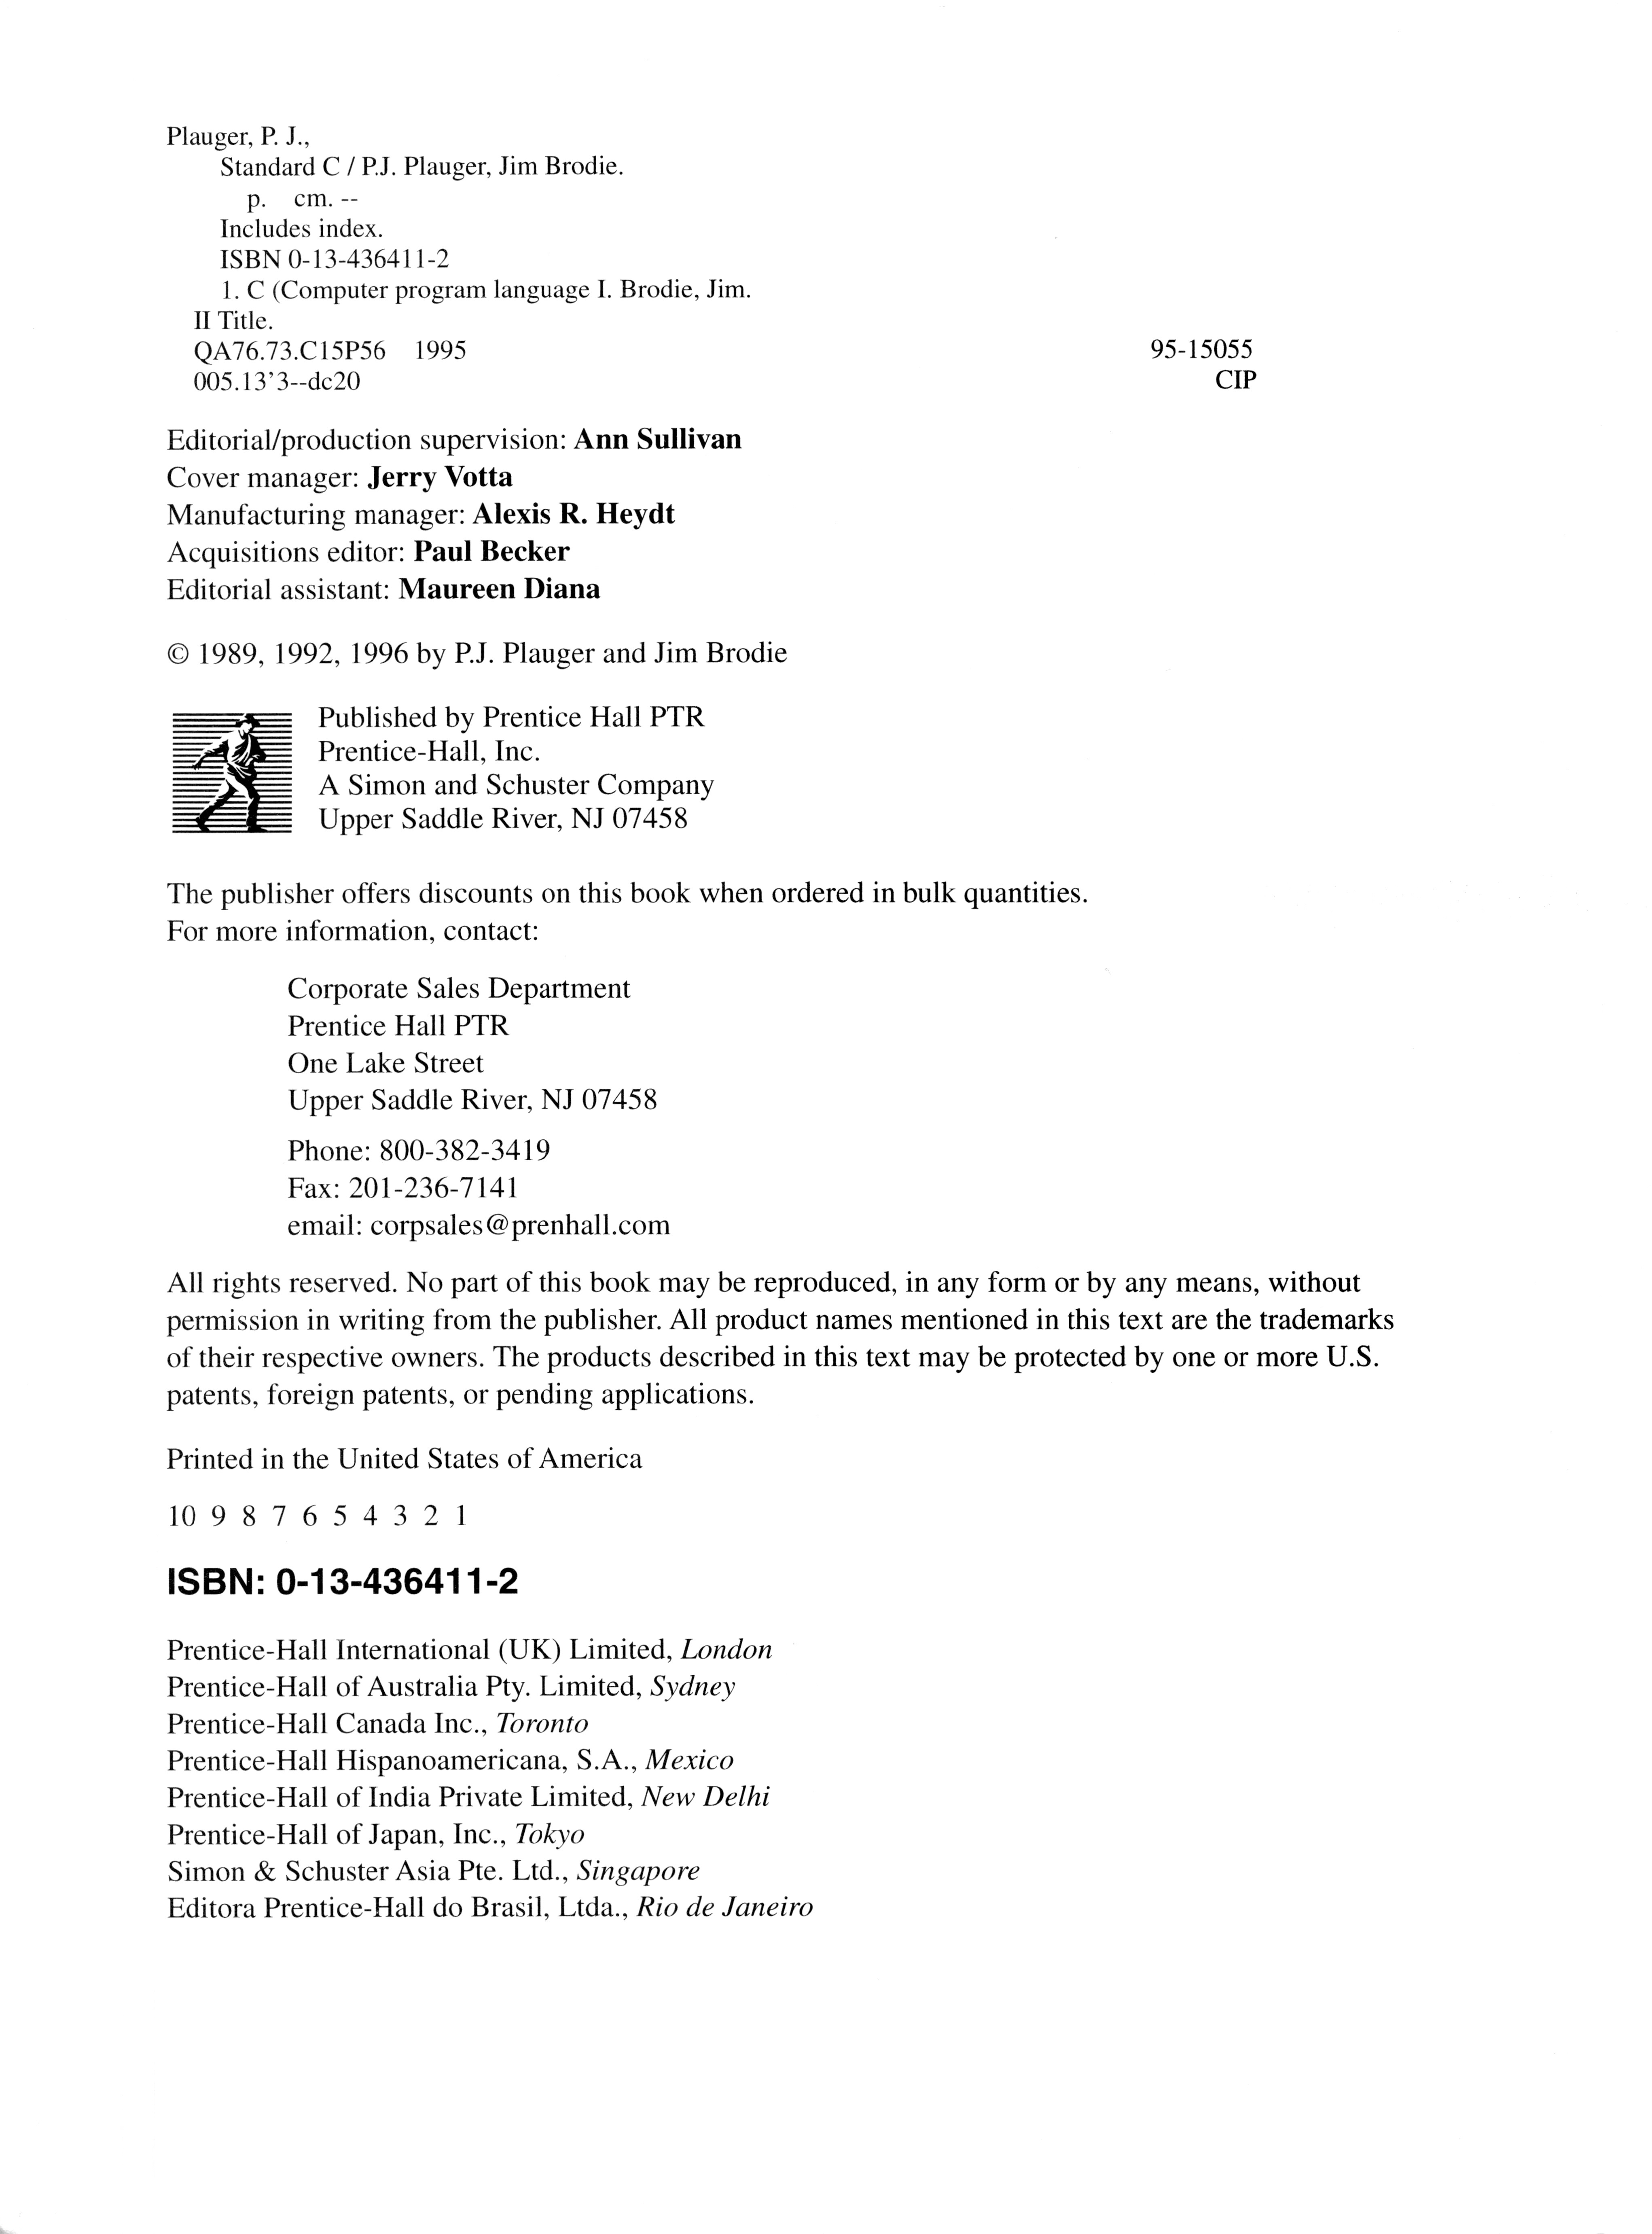 Plauger, P. J.,
Standard C / P.J. Plauger, Jim Brodie.
p. cm. --
Includes index.
ISBN 0-13-436411-2
1. C (Computer program language I. Brodie, Jim.
II Title.
QA76.73.C15P56 1995 95-15055
005.13'3--dc20 CIP
Editorial/production supervision: Ann Sullivan
Cover manager: Jerry Votta
Manufacturing manager: Alexis R. Heydt
Acquisitions editor: Paul Becker
Editorial assistant: Maureen Diana
© 1989, 1992, 1996 by P.J. Plauger and Jim Brodie
Published by Prentice Hall PTR
Prentice-Hall, Inc.
A Simon and Schuster Company
Upper Saddle River, NJ 07458
The publisher offers discounts on this book when ordered in bulk quantities.
For more information, contact:
Corporate Sales Department
Prentice Hall PTR
One Lake Street
Upper Saddle River, NJ 07458
Phone: 800-382-3419
Fax: 201-236-7141
email: corpsales@prenhall.com
All rights reserved. No part of this book may be reproduced, in any form or by any means, without
permission in writing from the publisher. All product names mentioned in this text are the trademarks
of their respective owners. The products described in this text may be protected by one or more U.S.
patents, foreign patents, or pending applications.
Printed in the United States of America
10 9 8 7 6 5 4 3 2 1
ISBN: 0-13-436411-2
Prentice-Hall International (UK) Limited, London
Prentice-Hall of Australia Pty. Limited, Sydney
Prentice-Hall Canada Inc., Toronto
Prentice-Hall Hispanoamericana, S.A., Mexico
Prentice-Hall of India Private Limited, New Delhi
Prentice-Hall of Japan, Inc., Tokyo
Simon & Schuster Asia Pte. Ltd., Singapore
Editora Prentice-Hall do Brasil, Ltda., Rio de Janeiro